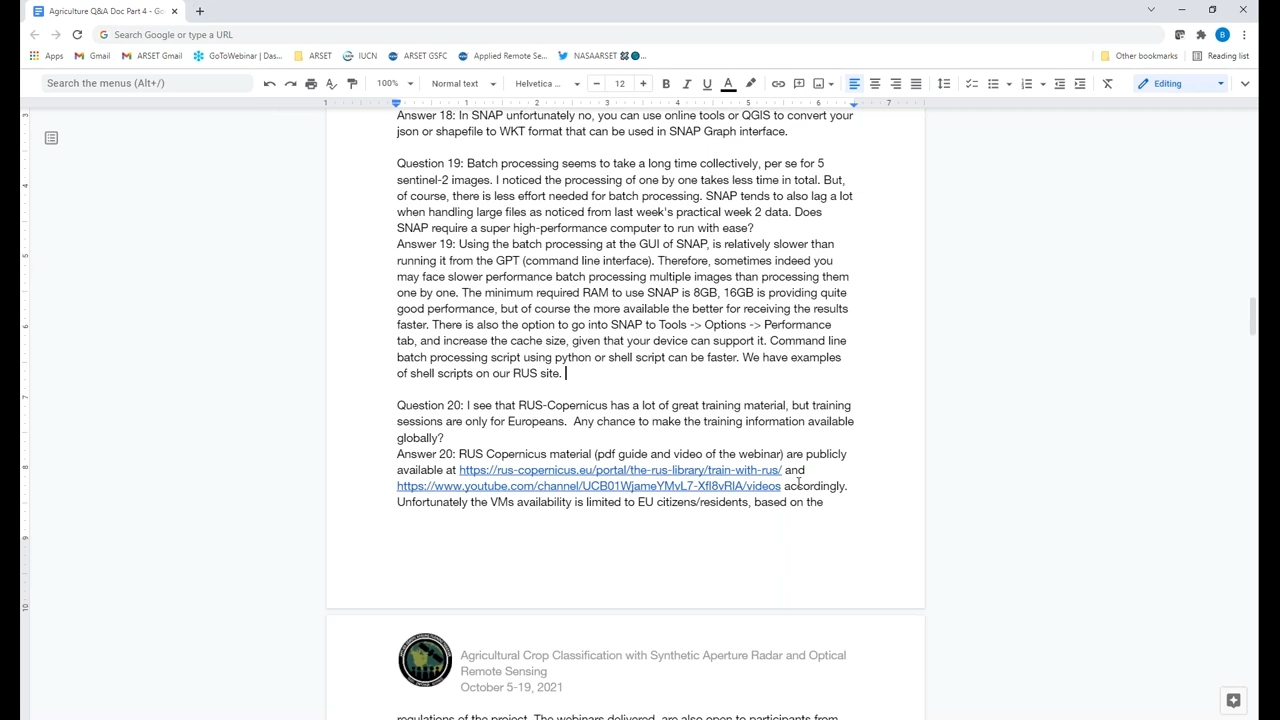 Agriculture Q&A Doc Part 4 - Go
Search Google or type a URL
B
Apps
Gmail
ARSET Gmail
GoToWebinar | Das...
ARSET
IUCN
ARSET GSFC
Applied Remote Se...
NASAARSET
Other bookmarks
Reading list
Search the menus (Alt+/)
100%
Normal text
Helvetica ...
12
B
I
U
A
Editing
1 1 2 3 4 5 6 7
3
4
5
6
7
8
9
10
Answer 18: In SNAP unfortunately no, you can use online tools or QGIS to convert your
json or shapefile to WKT format that can be used in SNAP Graph interface.
Question 19: Batch processing seems to take a long time collectively, per se for 5
sentinel-2 images. I noticed the processing of one by one takes less time in total. But,
of course, there is less effort needed for batch processing. SNAP tends to also lag a lot
when handling large files as noticed from last week's practical week 2 data. Does
SNAP require a super high-performance computer to run with ease?
Answer 19: Using the batch processing at the GUI of SNAP, is relatively slower than
running it from the GPT (command line interface). Therefore, sometimes indeed you
may face slower performance batch processing multiple images than processing them
one by one. The minimum required RAM to use SNAP is 8GB, 16GB is providing quite
good performance, but of course the more available the better for receiving the results
faster. There is also the option to go into SNAP to Tools -> Options -> Performance
tab, and increase the cache size, given that your device can support it. Command line
batch processing script using python or shell script can be faster. We have examples
of shell scripts on our RUS site.
Question 20: I see that RUS-Copernicus has a lot of great training material, but training
sessions are only for Europeans.  Any chance to make the training information available
globally?
Answer 20: RUS Copernicus material (pdf guide and video of the webinar) are publicly
available at https://rus-copernicus.eu/portal/the-rus-library/train-with-rus/ and
https://www.youtube.com/channel/UCB01WjameYMvL7-Xfl8vRIA/videos accordingly.
Unfortunately the VMs availability is limited to EU citizens/residents, based on the
Agricultural Crop Classification with Synthetic Aperture Radar and Optical
Remote Sensing
October 5-19, 2021
regulations of the project. The webinars delivered, are also open to participants from